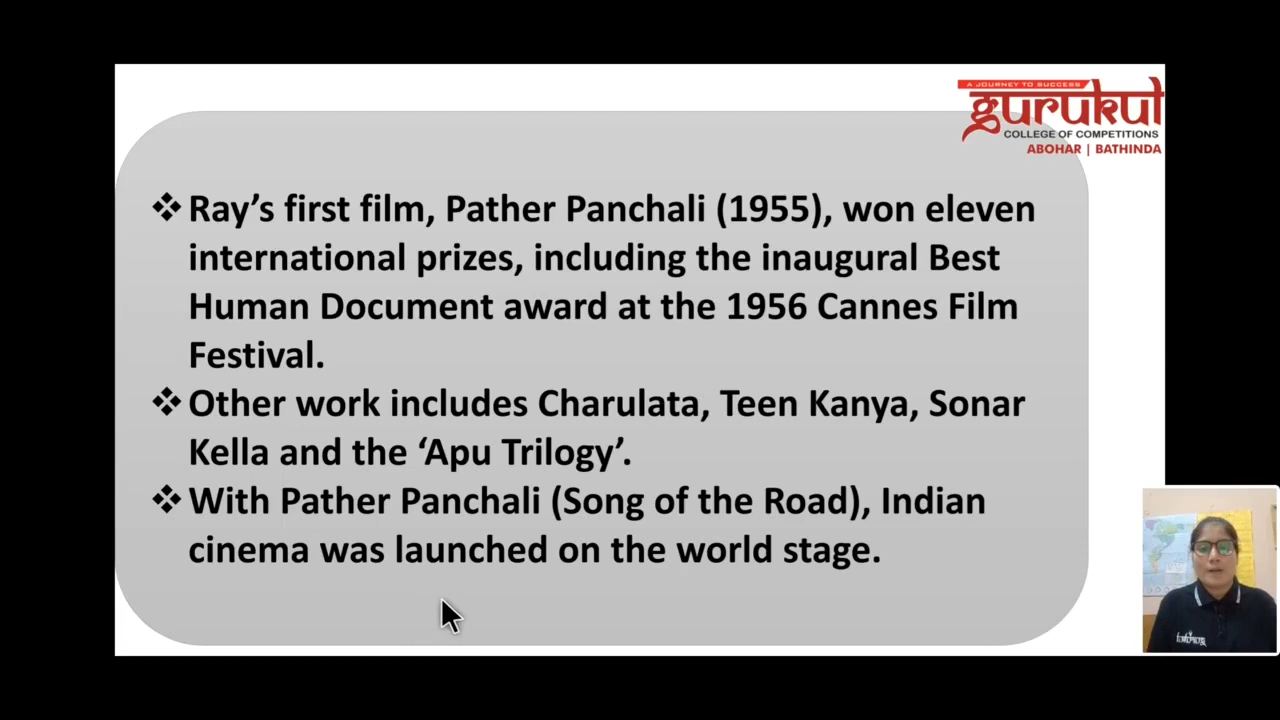 A JOURNEY TO SUCCESS
gurukul
COLLEGE OF COMPETITIONS
ABOHAR | BATHINDA
❖ Ray’s first film, Pather Panchali (1955), won eleven
international prizes, including the inaugural Best
Human Document award at the 1956 Cannes Film
Festival.
❖ Other work includes Charulata, Teen Kanya, Sonar
Kella and the ‘Apu Trilogy’.
❖ With Pather Panchali (Song of the Road), Indian
cinema was launched on the world stage.